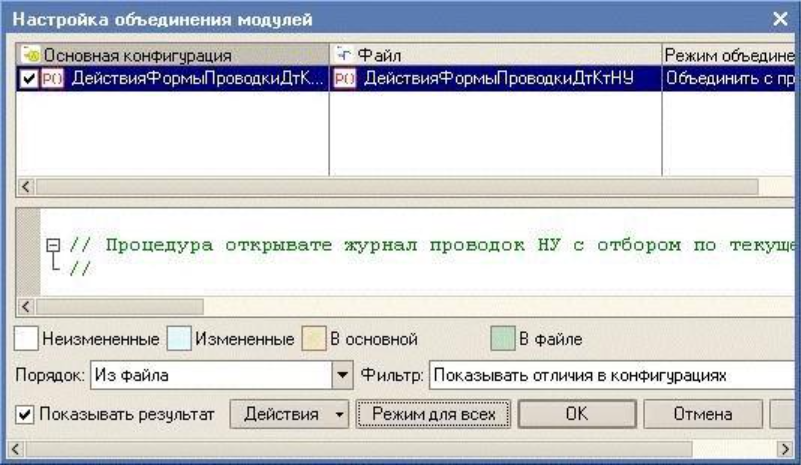 Настройка объединения модулей
Основная конфигурация Файл Режим объедине
P() ДействияФормыПроводкиДтК... P() ДействияФормыПроводкиДтКтНУ Объединить с пр
// Процедура открывате журнал проводок НУ с отбором по текуще
//
Неизмененные Измененные В основной В файле
Порядок: Из файла Фильтр: Показывать отличия в конфигурациях
Показывать результат Действия Режим для всех OK Отмена